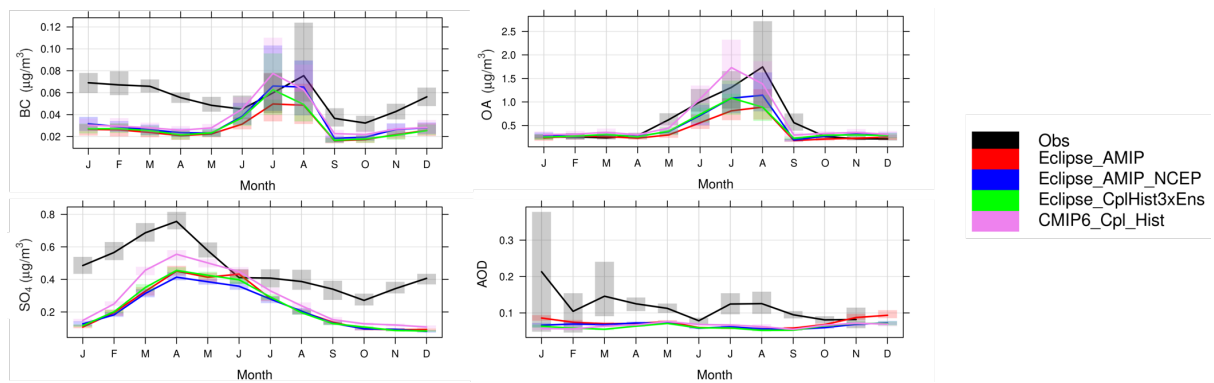 BC (μg/m³)
0.12
0.10
0.08
0.06
0.04
0.02
J F M A M J J A S O N D
Month
OA (μg/m³)
2.5
2.0
1.5
1.0
0.5
J F M A M J J A S O N D
Month
Obs
Eclipse_AMIP
Eclipse_AMIP_NCEP
Eclipse_CplHist3xEns
CMIP6_Cpl_Hist
SO₄ (μg/m³)
0.8
0.6
0.4
0.2
J F M A M J J A S O N D
Month
AOD
0.3
0.2
0.1
J F M A M J J A S O N D
Month